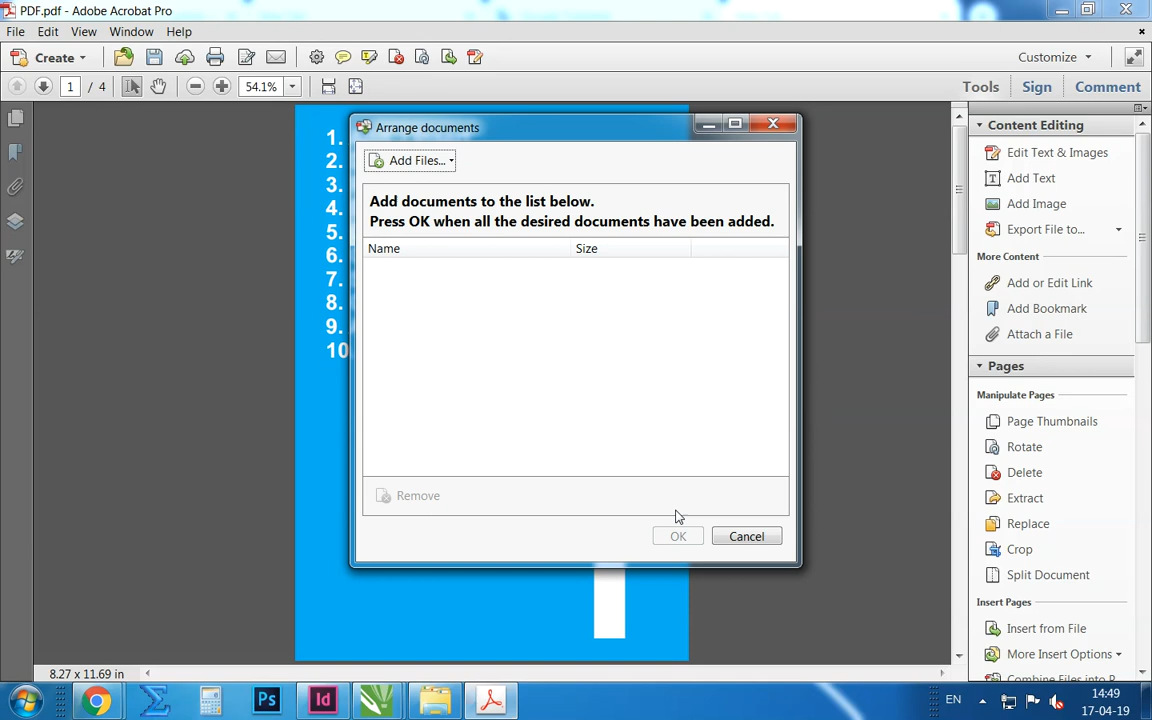 PDF.pdf - Adobe Acrobat Pro
File Edit View Window Help
Create
Customize
1 / 4
54.1%
Tools Sign Comment
1.
2.
3.
4.
5.
6.
7.
8.
9.
10
Arrange documents
Add Files...
Add documents to the list below.
Press OK when all the desired documents have been added.
Name Size
Remove
OK Cancel
Content Editing
Edit Text & Images
Add Text
Add Image
Export File to...
More Content
Add or Edit Link
Add Bookmark
Attach a File
Pages
Manipulate Pages
Page Thumbnails
Rotate
Delete
Extract
Replace
Crop
Split Document
Insert Pages
Insert from File
More Insert Options
Combine Files into P
8.27 x 11.69 in
Ps
Id
EN
14:49
17-04-19